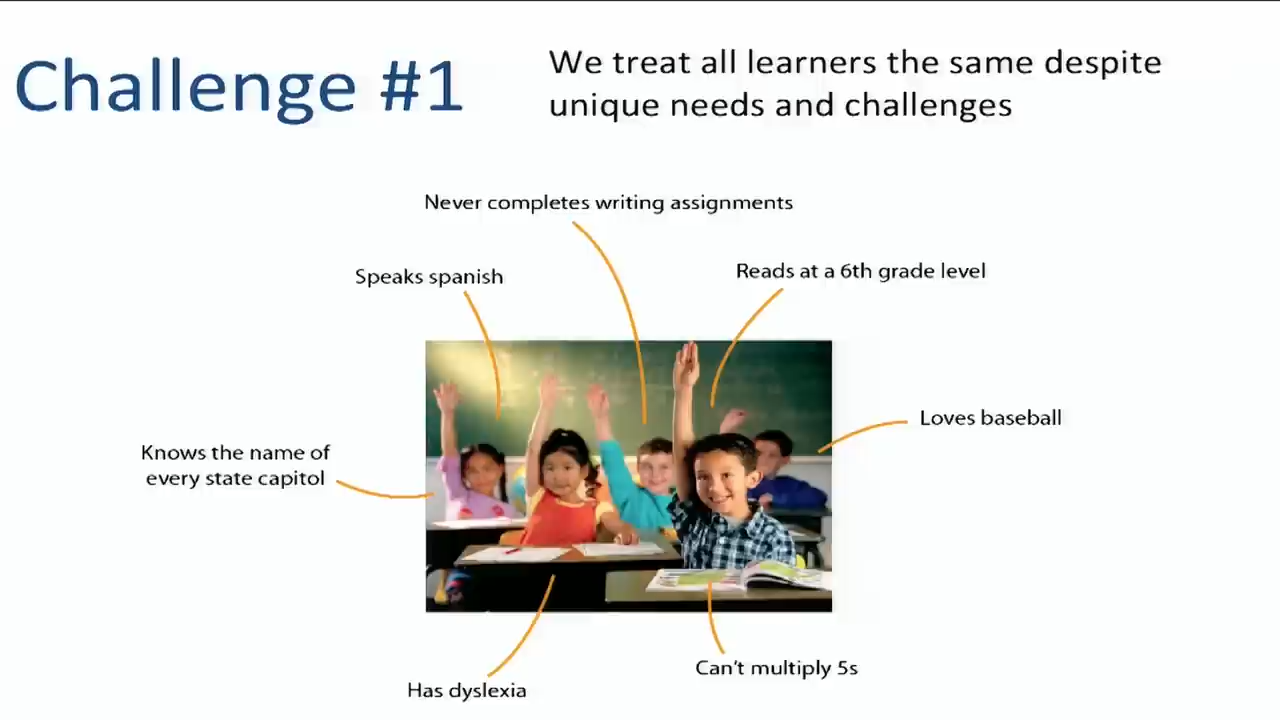 Challenge #1
We treat all learners the same despite
unique needs and challenges
Never completes writing assignments
Speaks spanish
Reads at a 6th grade level
Loves baseball
Knows the name of
every state capitol
Can't multiply 5s
Has dyslexia